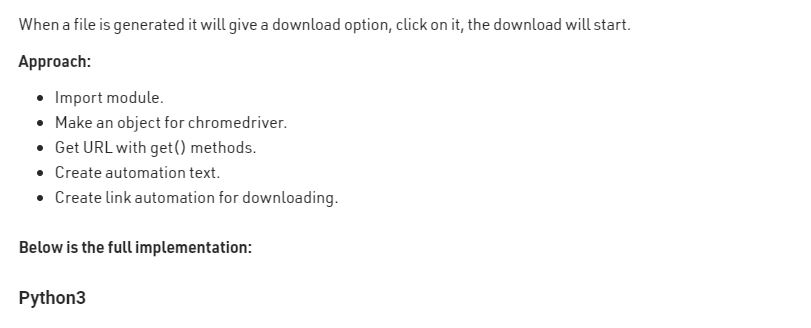 When a file is generated it will give a download option, click on it, the download will start.
Approach:
• Import module.
• Make an object for chromedriver.
• Get URL with get() methods.
• Create automation text.
• Create link automation for downloading.
Below is the full implementation:
Python3